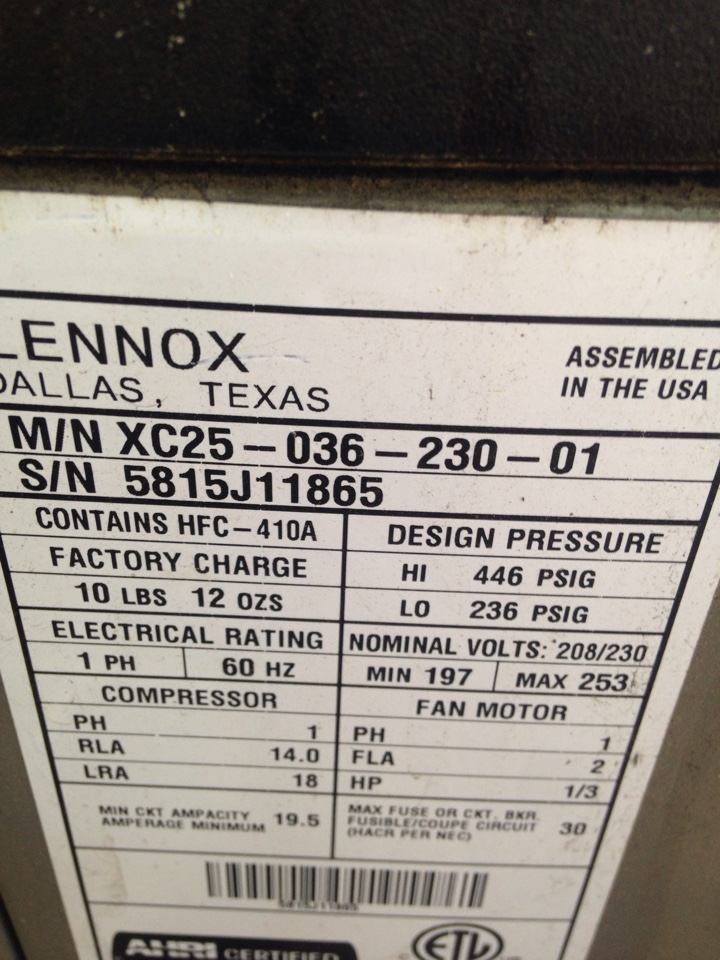 LENNOX
DALLAS, TEXAS
ASSEMBLED
IN THE USA
M/N XC25-036-230-01
S/N 5815J11865
CONTAINS HFC-410A
FACTORY CHARGE
10 LBS 12 OZS
DESIGN PRESSURE
HI 446 PSIG
LO 236 PSIG
ELECTRICAL RATING
1 PH 60 HZ
NOMINAL VOLTS: 208/230
MIN 197 MAX 253
COMPRESSOR
PH 1
RLA 14.0
LRA 18
FAN MOTOR
PH 1
FLA 2
HP 1/3
MIN CKT AMPACITY
AMPERAGE MINIMUM 19.5
MAX FUSE OR CKT. BKR.
FUSIBLE/COUPE CIRCUIT 30
(HACR PER NEC)
5815J11865
AHRI CERTIFIED
ETL